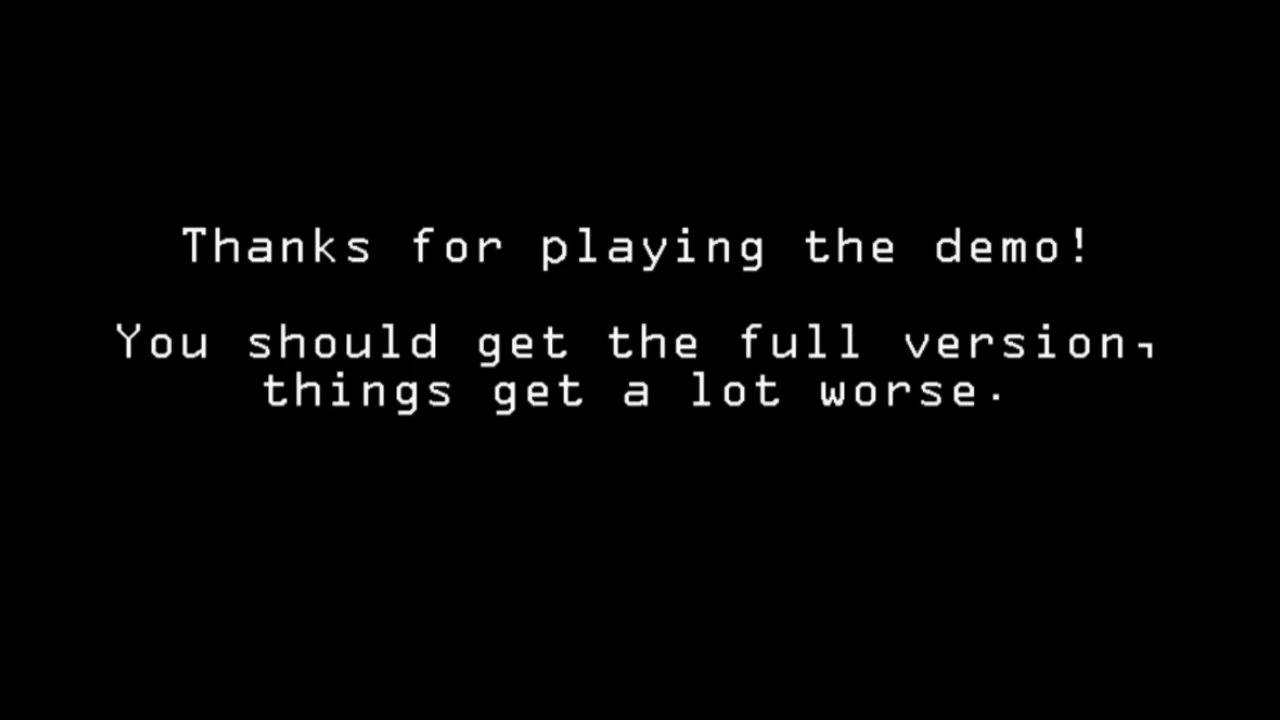 Thanks for playing the demo!
You should get the full version,
things get a lot worse.